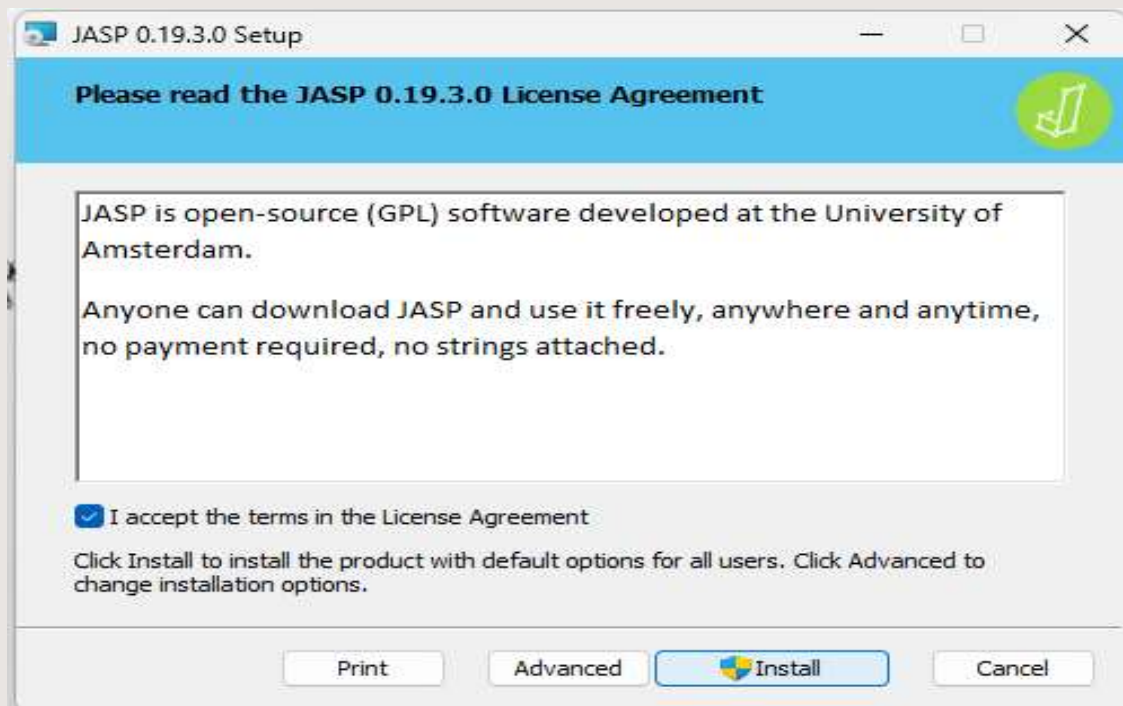 JASP 0.19.3.0 Setup
Please read the JASP 0.19.3.0 License Agreement
JASP is open-source (GPL) software developed at the University of
Amsterdam.
Anyone can download JASP and use it freely, anywhere and anytime,
no payment required, no strings attached.
I accept the terms in the License Agreement
Click Install to install the product with default options for all users. Click Advanced to
change installation options.
Print Advanced Install Cancel